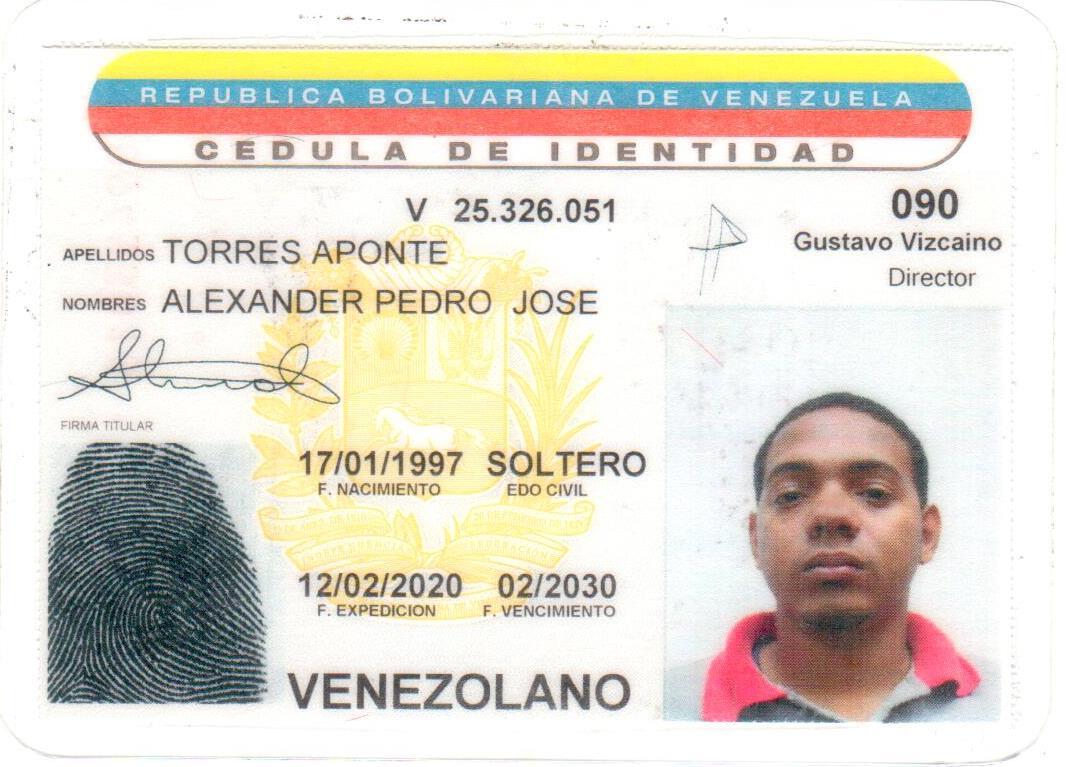 REPUBLICA BOLIVARIANA DE VENEZUELA
CEDULA DE IDENTIDAD
V 25.326.051
090
Gustavo Vizcaino
Director
APELLIDOS TORRES APONTE
NOMBRES ALEXANDER PEDRO JOSE
FIRMA TITULAR
17/01/1997 SOLTERO
F. NACIMIENTO EDO CIVIL
12/02/2020 02/2030
F. EXPEDICION F. VENCIMIENTO
VENEZOLANO